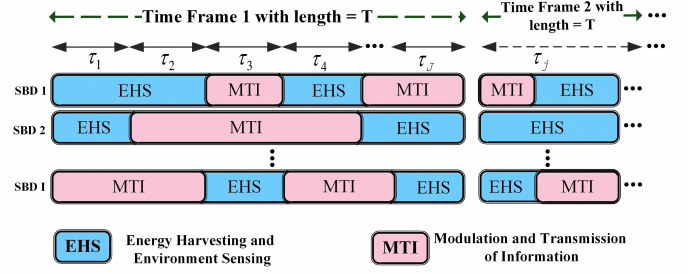 Time Frame 1 with length = T
Time Frame 2 with
length = T
τ1 τ2 τ3 τ4 ••• τJ τj •••
SBD 1 EHS MTI EHS MTI MTI EHS •••
SBD 2 EHS MTI EHS EHS
SBD I MTI EHS MTI EHS EHS MTI •••
EHS Energy Harvesting and
Environment Sensing
MTI Modulation and Transmission
of Information